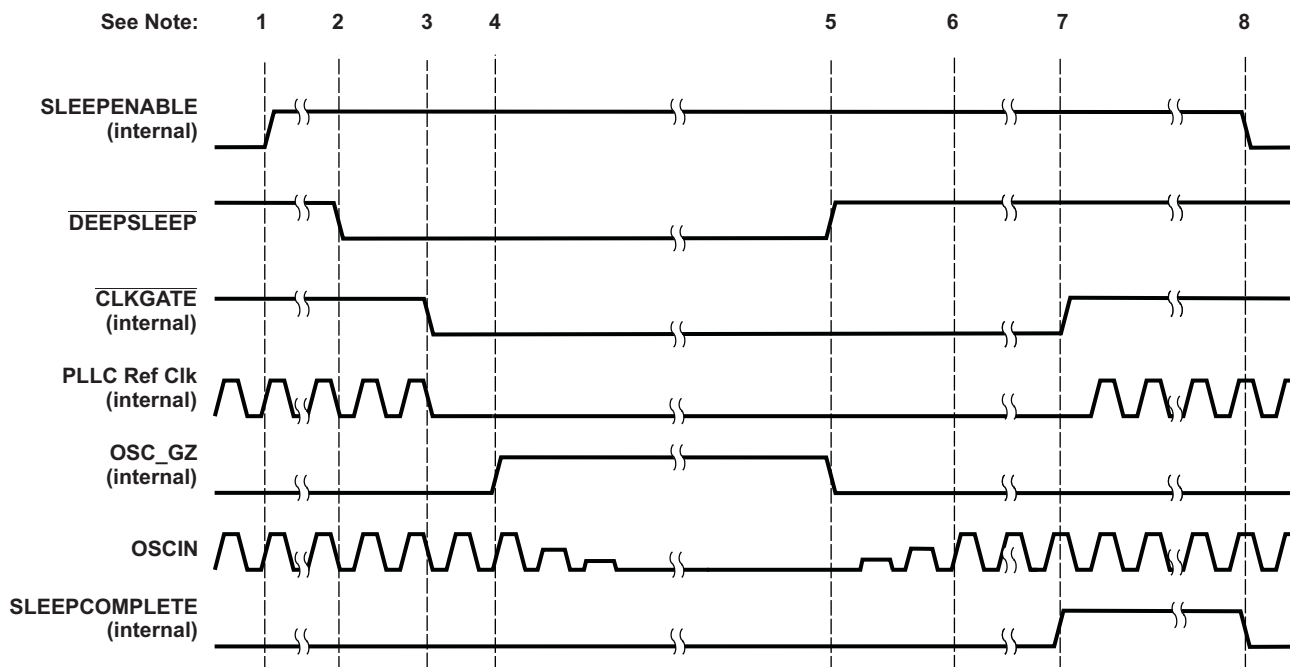 See Note: 1 2 3 4 5 6 7 8
SLEEPENABLE
(internal)
DEEPSLEEP
CLKGATE
(internal)
PLLC Ref Clk
(internal)
OSC_GZ
(internal)
OSCIN
SLEEPCOMPLETE
(internal)